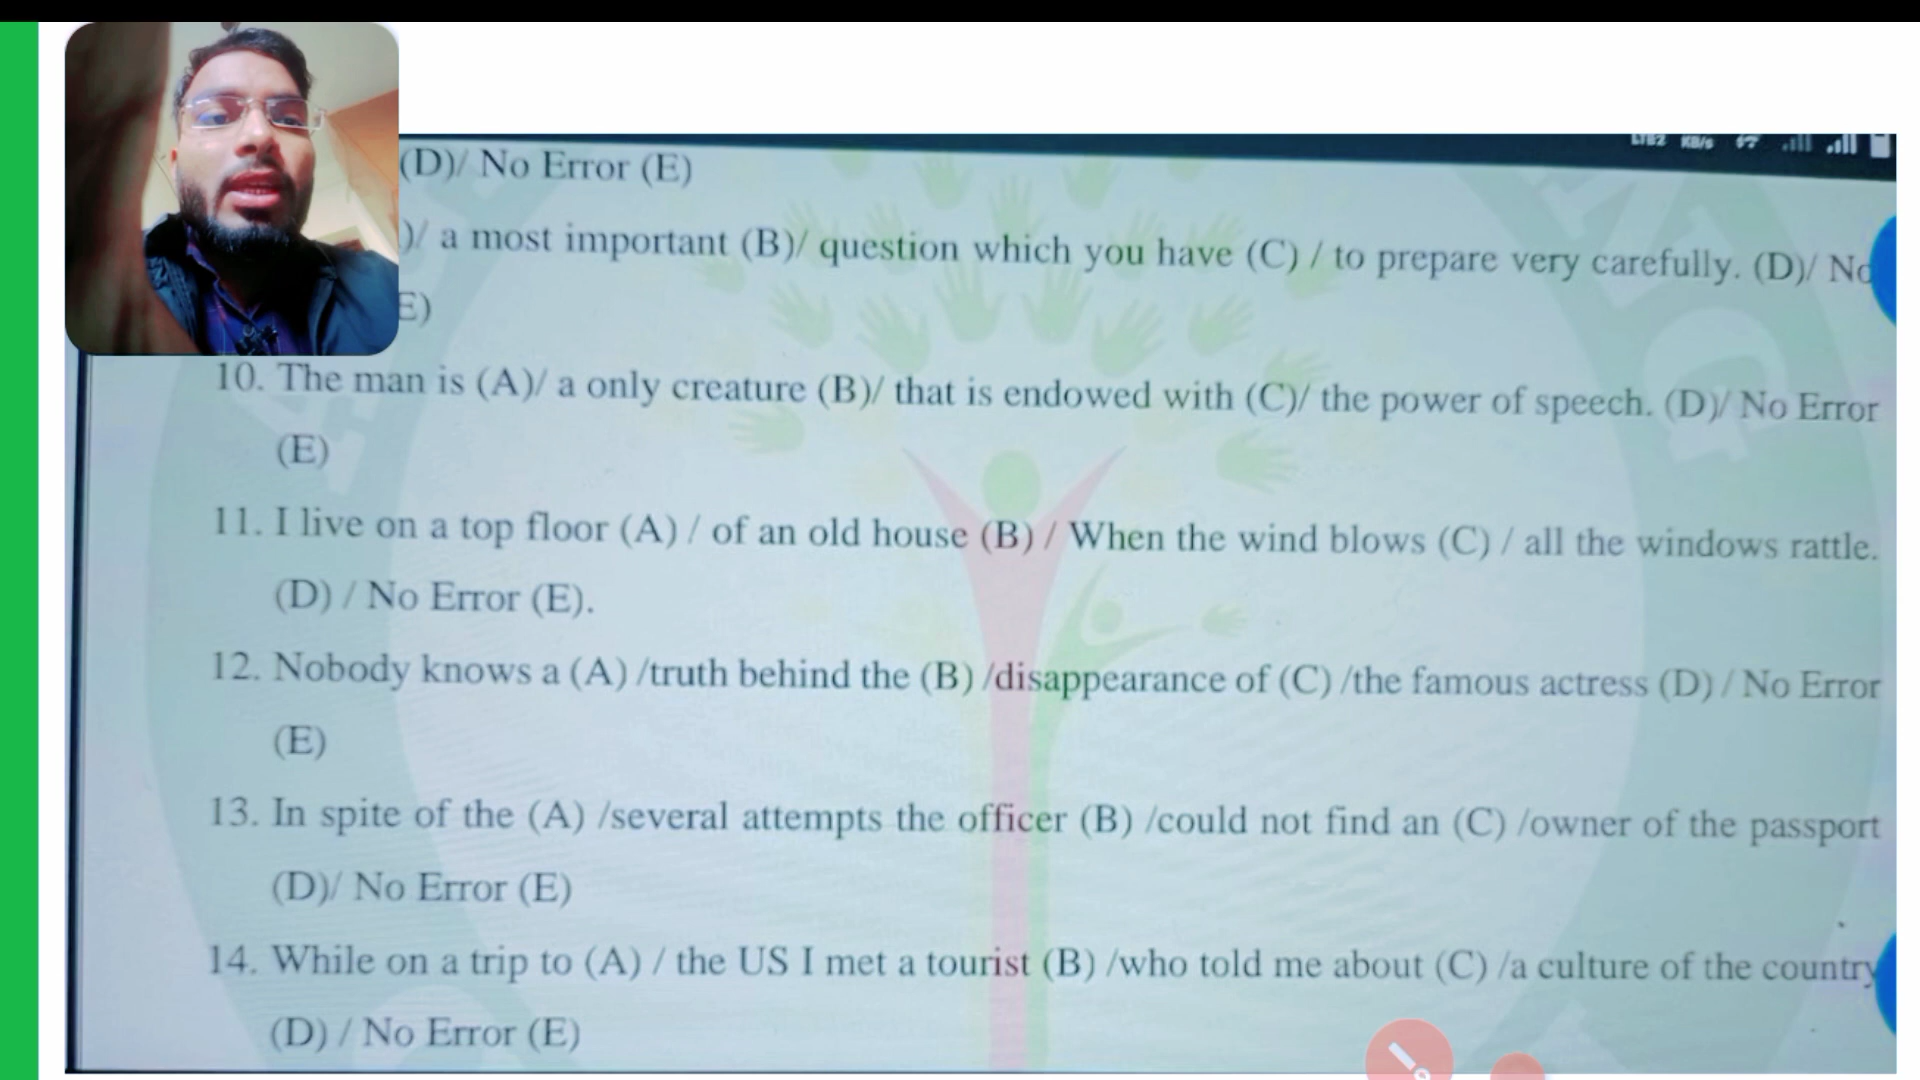 LTE2 KB/s
(D)/ No Error (E)
)/ a most important (B)/ question which you have (C) / to prepare very carefully. (D)/ No
E)
10. The man is (A)/ a only creature (B)/ that is endowed with (C)/ the power of speech. (D)/ No Error
(E)
11. I live on a top floor (A) / of an old house (B) / When the wind blows (C) / all the windows rattle.
(D) / No Error (E).
12. Nobody knows a (A) /truth behind the (B) /disappearance of (C) /the famous actress (D) / No Error
(E)
13. In spite of the (A) /several attempts the officer (B) /could not find an (C) /owner of the passport
(D)/ No Error (E)
14. While on a trip to (A) / the US I met a tourist (B) /who told me about (C) /a culture of the country
(D) / No Error (E)